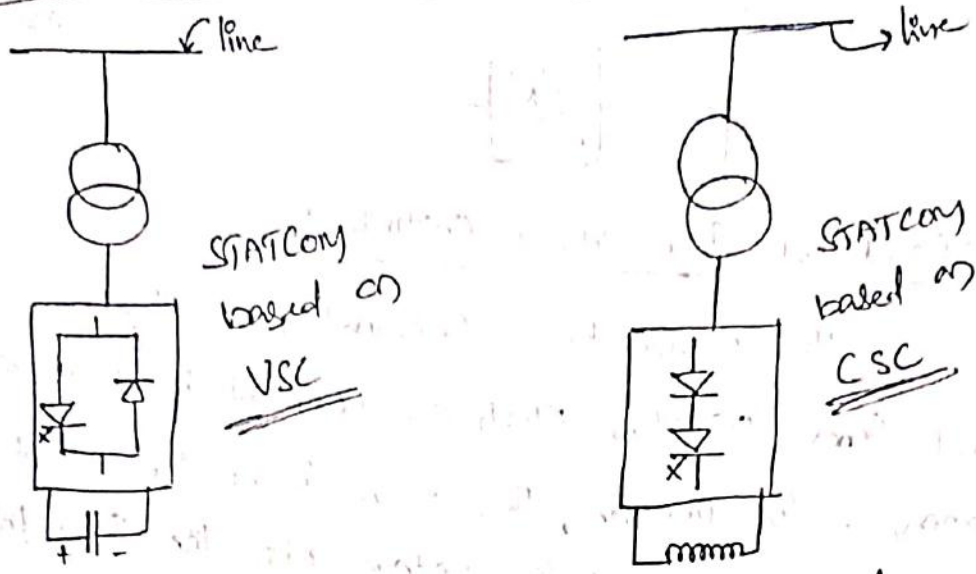 line
STATCOM
based on
VSC
+ -
line
STATCOM
based on
CSC